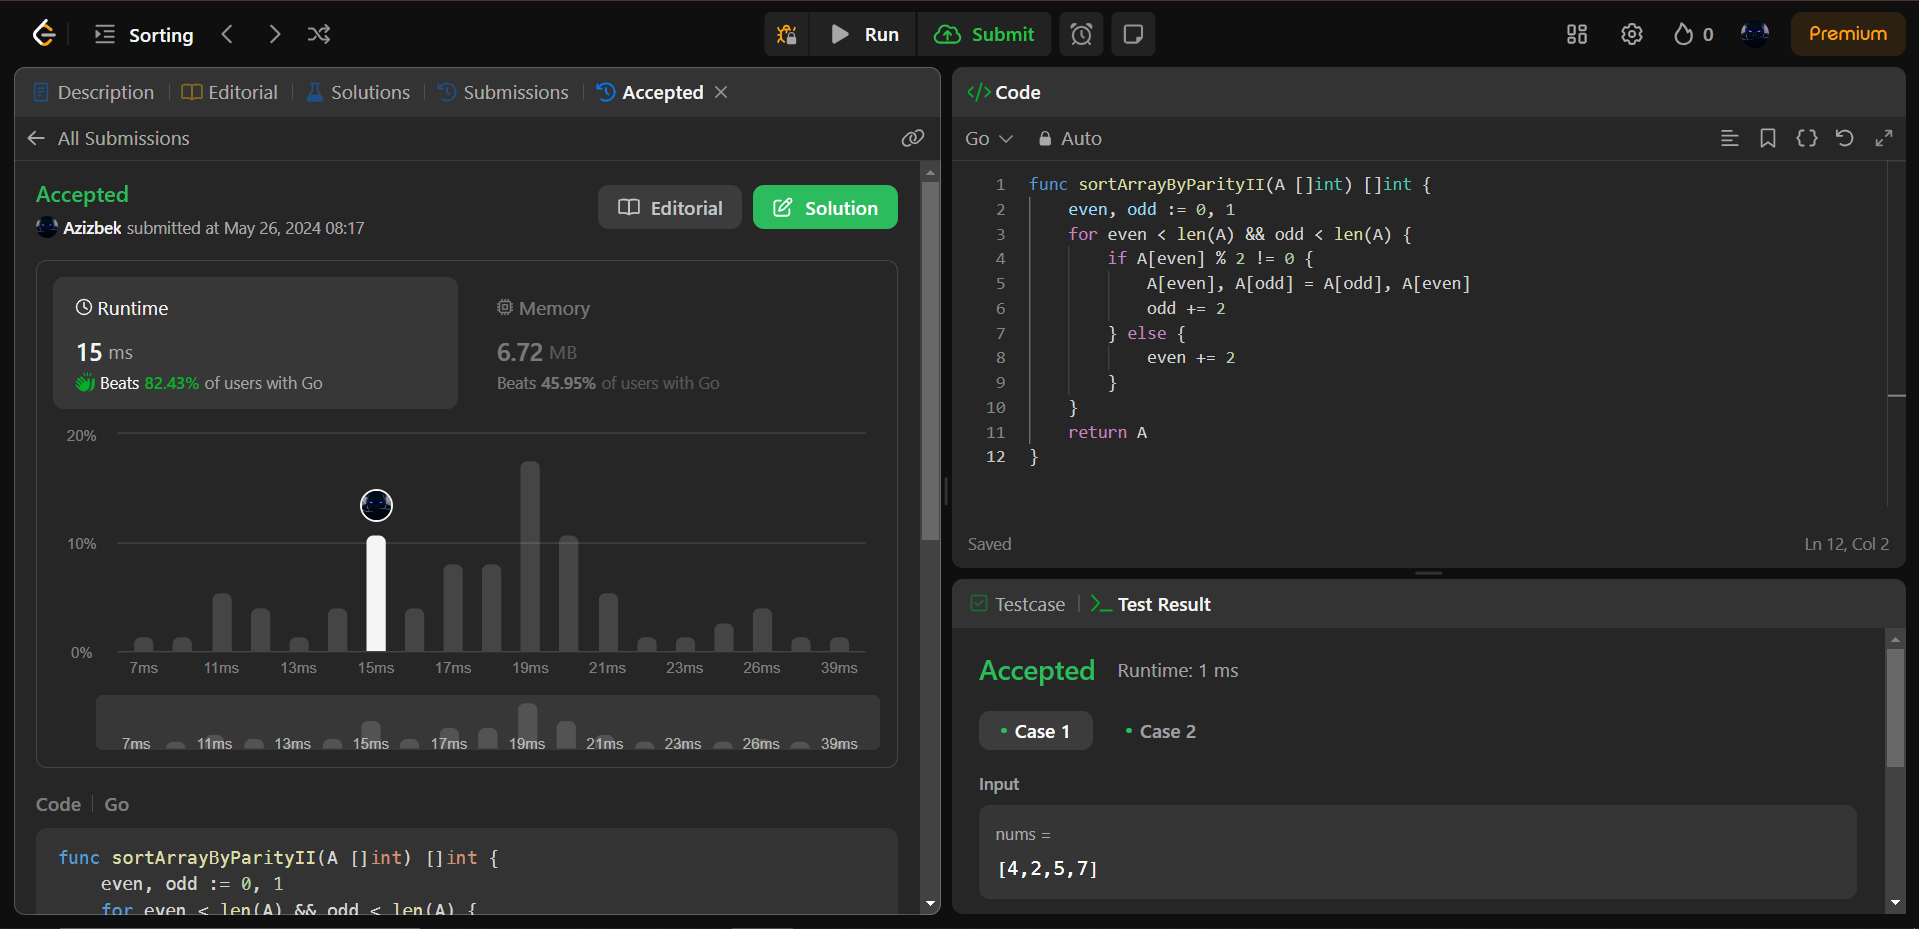 Sorting
Run
Submit
0
Premium
Description
Editorial
Solutions
Submissions
Accepted
All Submissions
Accepted
Azizbek submitted at May 26, 2024 08:17
Editorial
Solution
Runtime
15 ms
Beats 82.43% of users with Go
Memory
6.72 MB
Beats 45.95% of users with Go
20%
10%
0%
7ms 11ms 13ms 15ms 17ms 19ms 21ms 23ms 26ms 39ms
7ms 11ms 13ms 15ms 17ms 19ms 21ms 23ms 26ms 39ms
Code | Go
func sortArrayByParityII(A []int) []int {
    even, odd := 0, 1
    for even < len(A) && odd < len(A) {
</> Code
Go
Auto
1 func sortArrayByParityII(A []int) []int {
2     even, odd := 0, 1
3     for even < len(A) && odd < len(A) {
4         if A[even] % 2 != 0 {
5             A[even], A[odd] = A[odd], A[even]
6             odd += 2
7         } else {
8             even += 2
9         }
10     }
11     return A
12 }
Saved
Ln 12, Col 2
Testcase
Test Result
Accepted
Runtime: 1 ms
Case 1
Case 2
Input
nums =
[4,2,5,7]